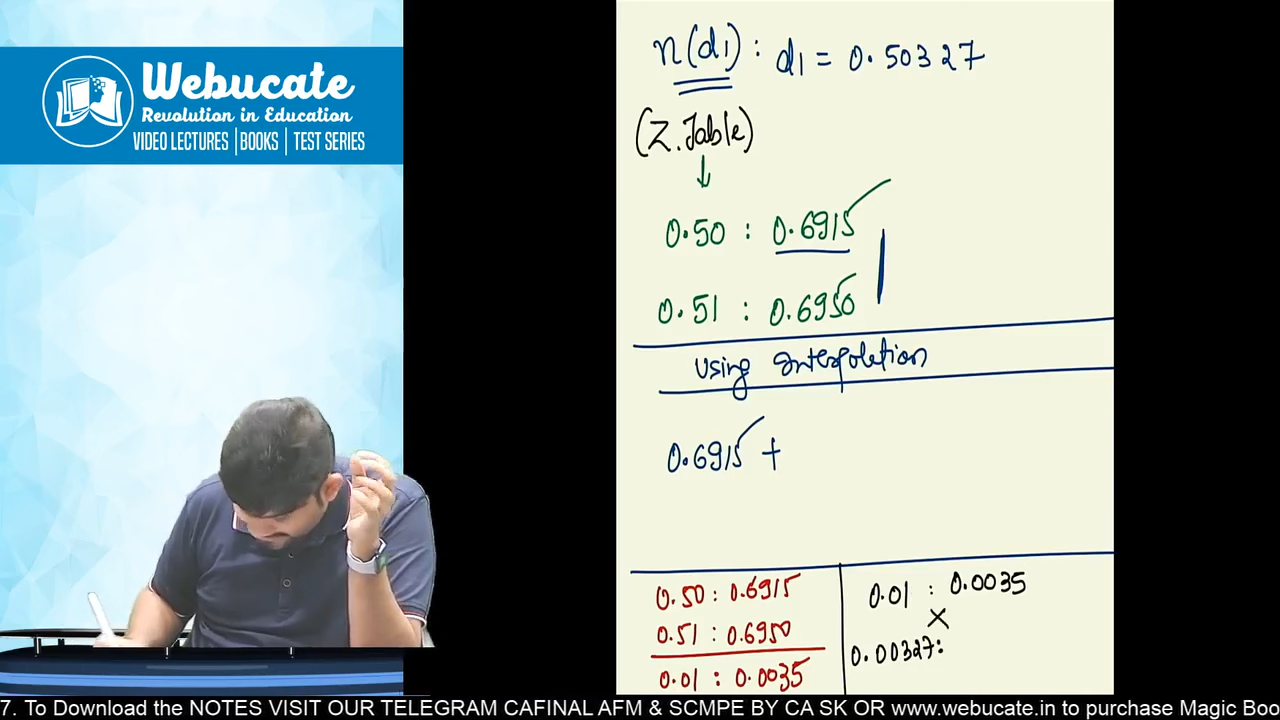 Webucate
Revolution in Education
VIDEO LECTURES | BOOKS | TEST SERIES
n(d1) : d1 = 0.50327
(Z.Table)
↓
0.50 : 0.6915
0.51 : 0.6950
Using Interpolation
0.6915 +
0.50 : 0.6915
0.51 : 0.6950
0.01 : 0.0035
0.01 : 0.0035
×
0.00327:
7. To Download the NOTES VISIT OUR TELEGRAM CAFINAL AFM & SCMPE BY CA SK OR www.webucate.in to purchase Magic Boo